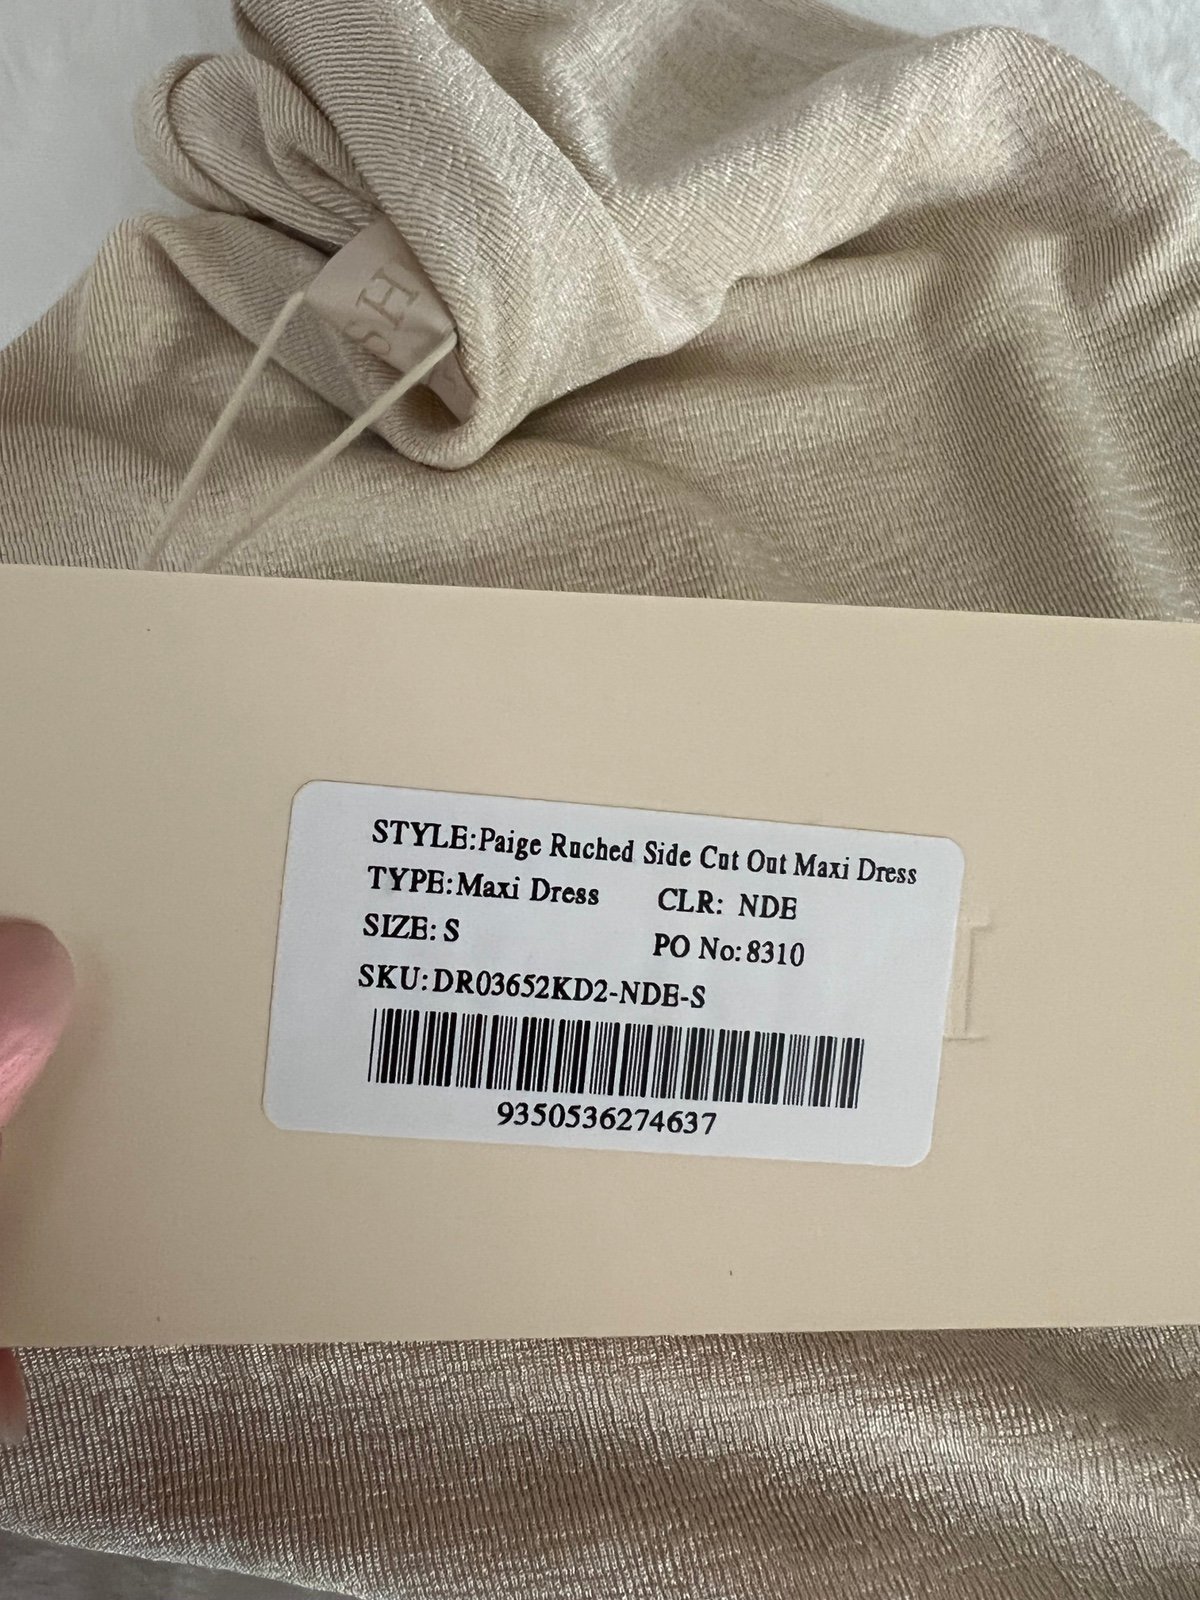 SH
STYLE:Paige Ruched Side Cut Out Maxi Dress
TYPE:Maxi Dress CLR: NDE
SIZE: S PO No:8310
SKU:DR03652KD2-NDE-S
9350536274637